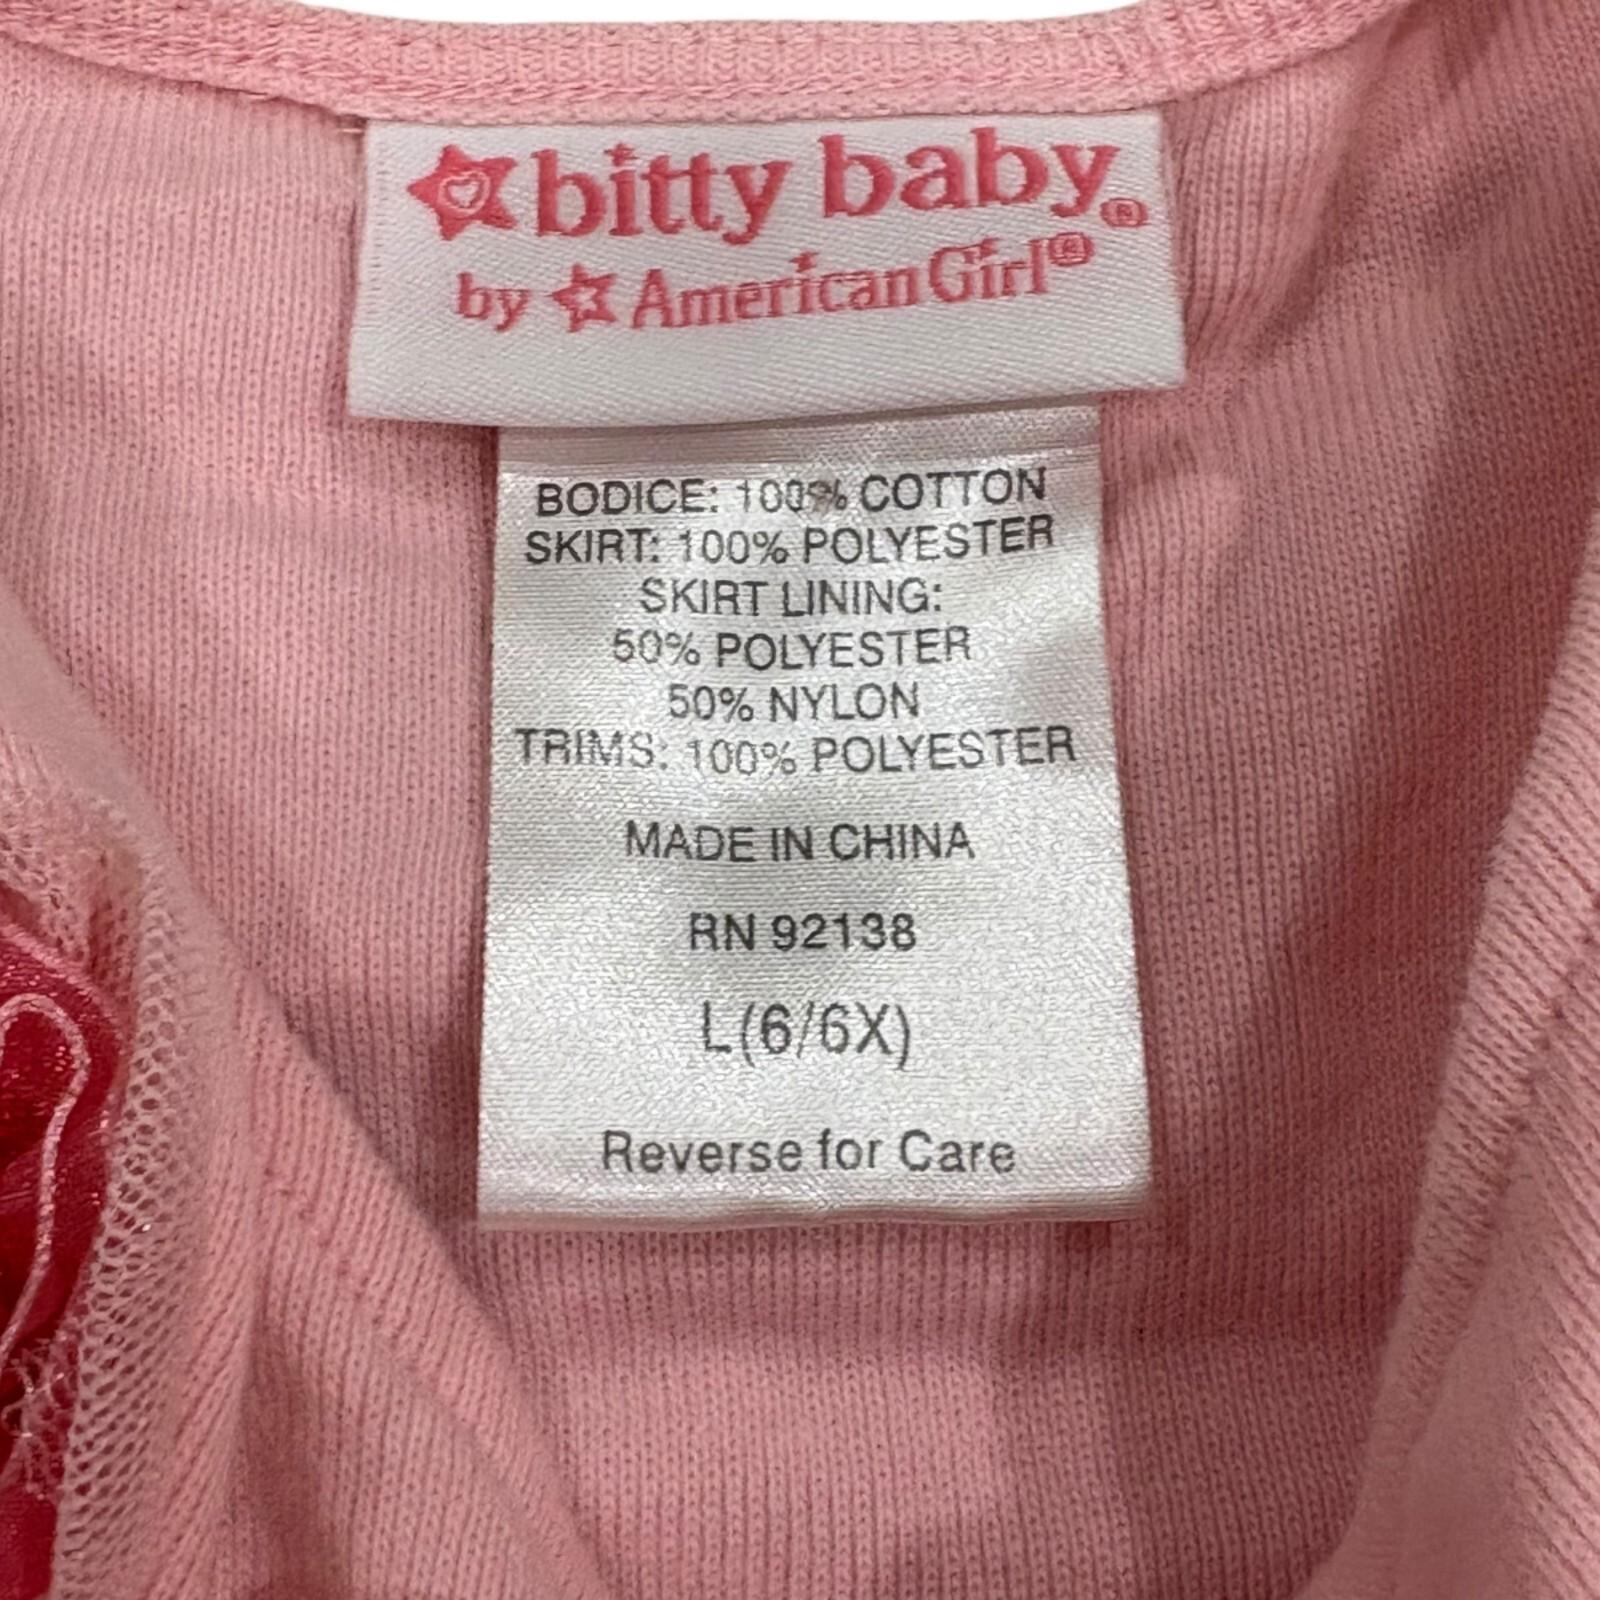 bitty baby®
by American Girl®
BODICE: 100% COTTON
SKIRT: 100% POLYESTER
SKIRT LINING:
50% POLYESTER
50% NYLON
TRIMS: 100% POLYESTER
MADE IN CHINA
RN 92138
L(6/6X)
Reverse for Care